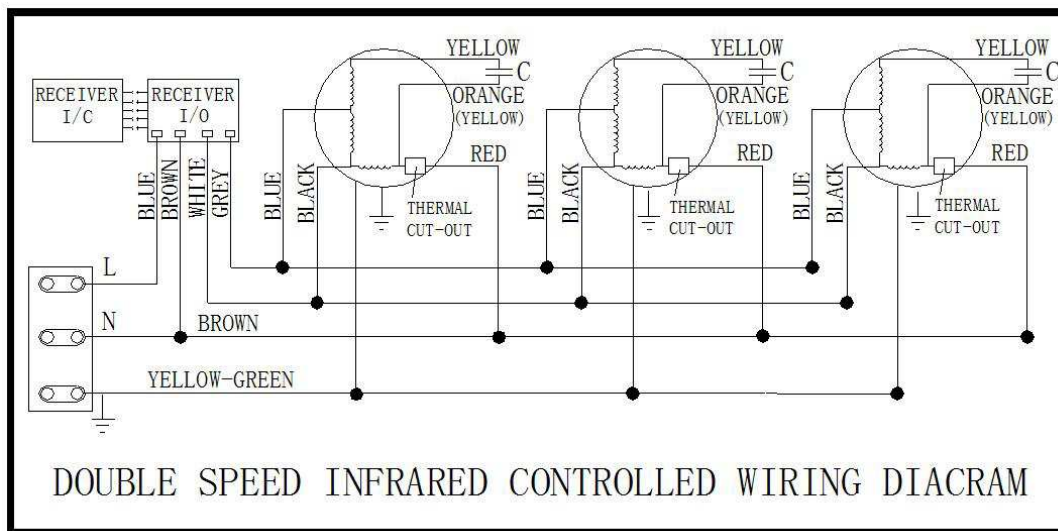 RECEIVER
I/C
RECEIVER
I/O
BLUE
BROWN
WHITE
GREY
YELLOW
C
ORANGE
(YELLOW)
RED
BLUE
BLACK
THERMAL
CUT-OUT
YELLOW
C
ORANGE
(YELLOW)
RED
BLUE
BLACK
THERMAL
CUT-OUT
YELLOW
C
ORANGE
(YELLOW)
RED
BLUE
BLACK
THERMAL
CUT-OUT
L
N
BROWN
YELLOW-GREEN
DOUBLE SPEED INFRARED CONTROLLED WIRING DIACRAM